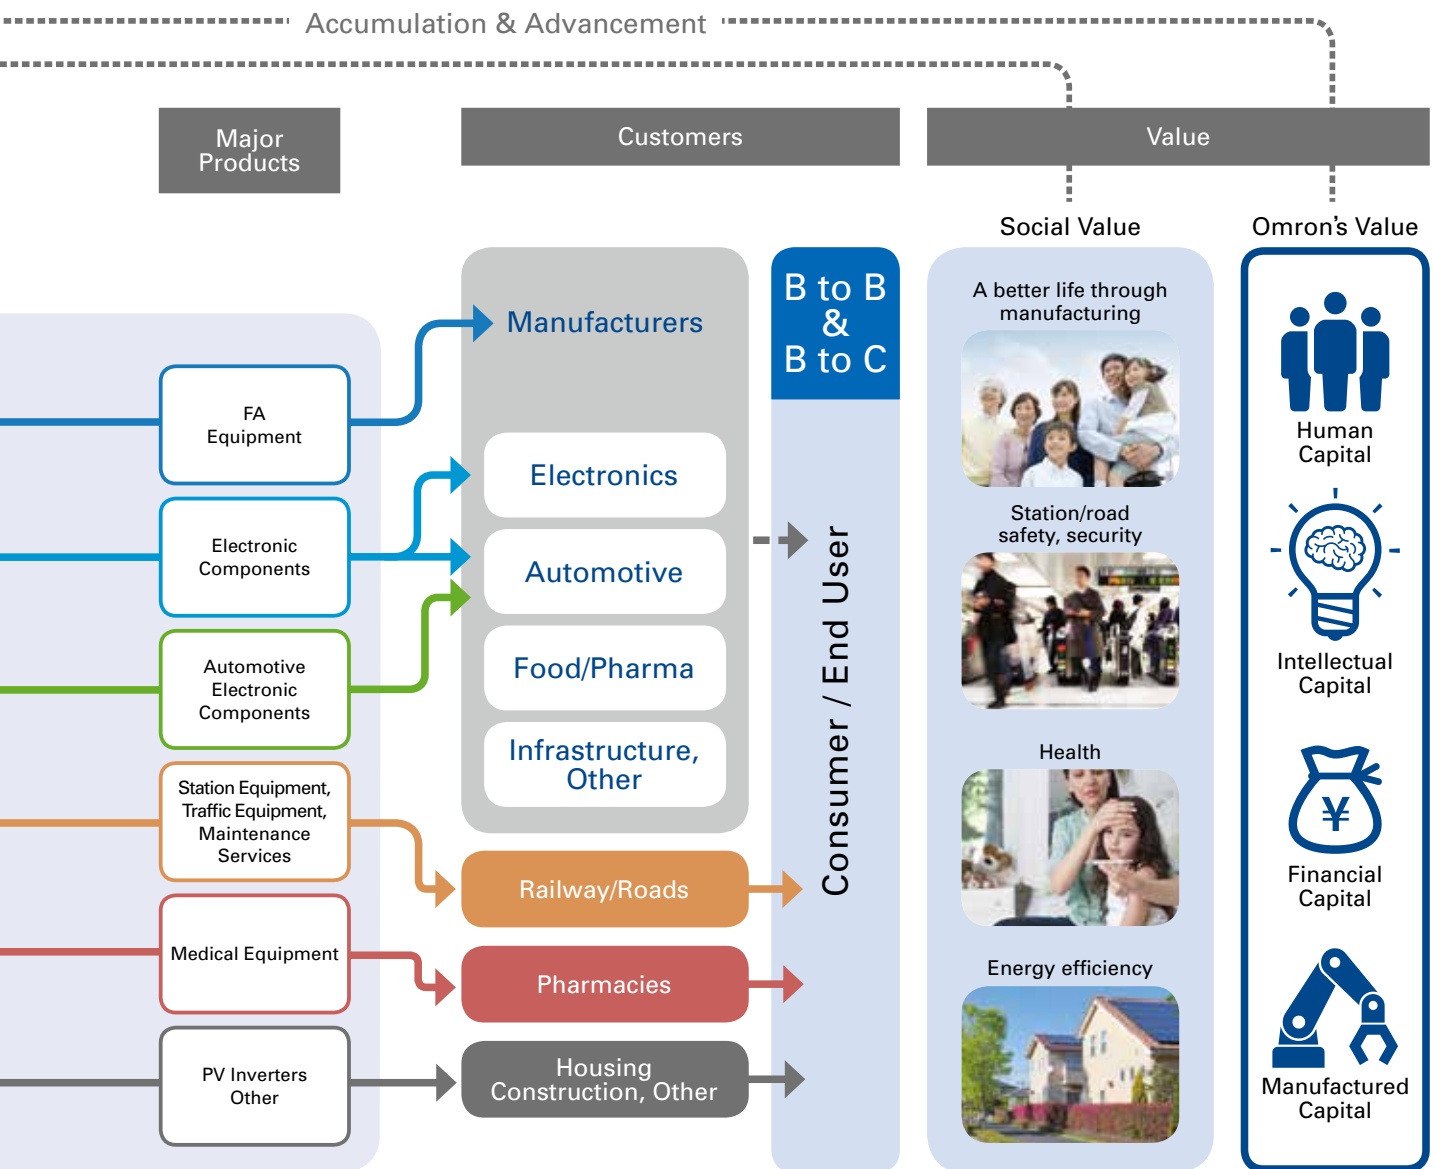 Accumulation & Advancement
Major
Products
Customers
Value
Social Value
Omron's Value
FA
Equipment
Electronic
Components
Automotive
Electronic
Components
Station Equipment,
Traffic Equipment,
Maintenance
Services
Medical Equipment
PV Inverters
Other
Manufacturers
Electronics
Automotive
Food/Pharma
Infrastructure,
Other
Railway/Roads
Pharmacies
Housing
Construction, Other
B to B
&
B to C
Consumer / End User
A better life through
manufacturing
Station/road
safety, security
Health
Energy efficiency
Human
Capital
Intellectual
Capital
¥
Financial
Capital
Manufactured
Capital